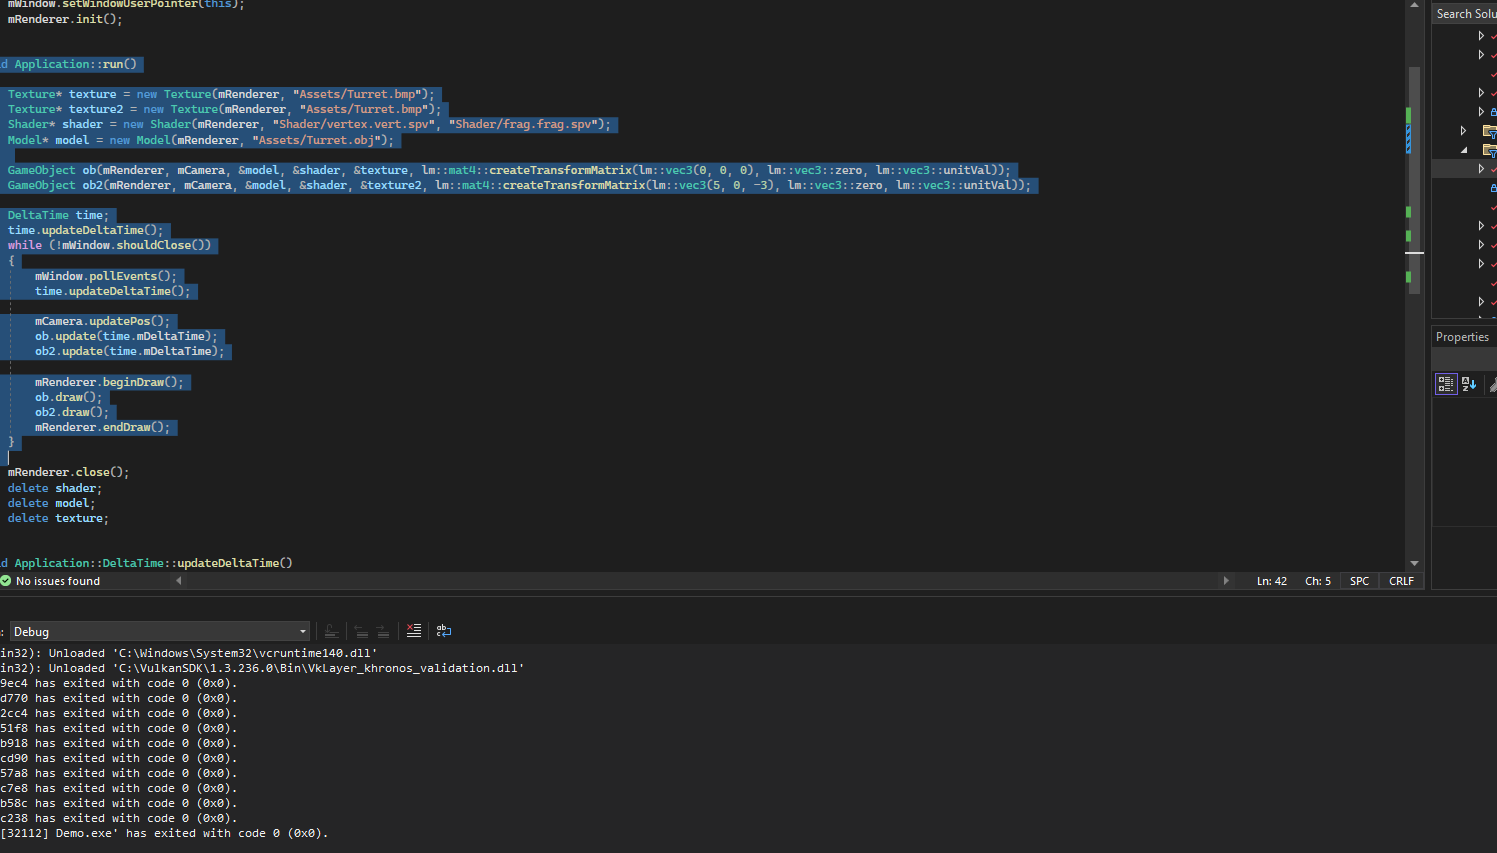 mWindow.setWindowUserPointer(this);
mRenderer.init();
d Application::run()
Texture* texture = new Texture(mRenderer, "Assets/Turret.bmp");
Texture* texture2 = new Texture(mRenderer, "Assets/Turret.bmp");
Shader* shader = new Shader(mRenderer, "Shader/vertex.vert.spv", "Shader/frag.frag.spv");
Model* model = new Model(mRenderer, "Assets/Turret.obj");
GameObject ob(mRenderer, mCamera, &model, &shader, &texture, lm::mat4::createTransformMatrix(lm::vec3(0, 0, 0), lm::vec3::zero, lm::vec3::unitVal));
GameObject ob2(mRenderer, mCamera, &model, &shader, &texture2, lm::mat4::createTransformMatrix(lm::vec3(5, 0, -3), lm::vec3::zero, lm::vec3::unitVal));
DeltaTime time;
time.updateDeltaTime();
while (!mWindow.shouldClose())
{
mWindow.pollEvents();
time.updateDeltaTime();
mCamera.updatePos();
ob.update(time.mDeltaTime);
ob2.update(time.mDeltaTime);
mRenderer.beginDraw();
ob.draw();
ob2.draw();
mRenderer.endDraw();
}
mRenderer.close();
delete shader;
delete model;
delete texture;
d Application::DeltaTime::updateDeltaTime()
No issues found
Ln: 42 Ch: 5 SPC CRLF
Search Solu
Properties
: Debug
in32): Unloaded 'C:\Windows\System32\vcruntime140.dll'
in32): Unloaded 'C:\VulkanSDK\1.3.236.0\Bin\VkLayer_khronos_validation.dll'
9ec4 has exited with code 0 (0x0).
d770 has exited with code 0 (0x0).
2cc4 has exited with code 0 (0x0).
51f8 has exited with code 0 (0x0).
b918 has exited with code 0 (0x0).
cd90 has exited with code 0 (0x0).
57a8 has exited with code 0 (0x0).
c7e8 has exited with code 0 (0x0).
b58c has exited with code 0 (0x0).
c238 has exited with code 0 (0x0).
[32112] Demo.exe' has exited with code 0 (0x0).